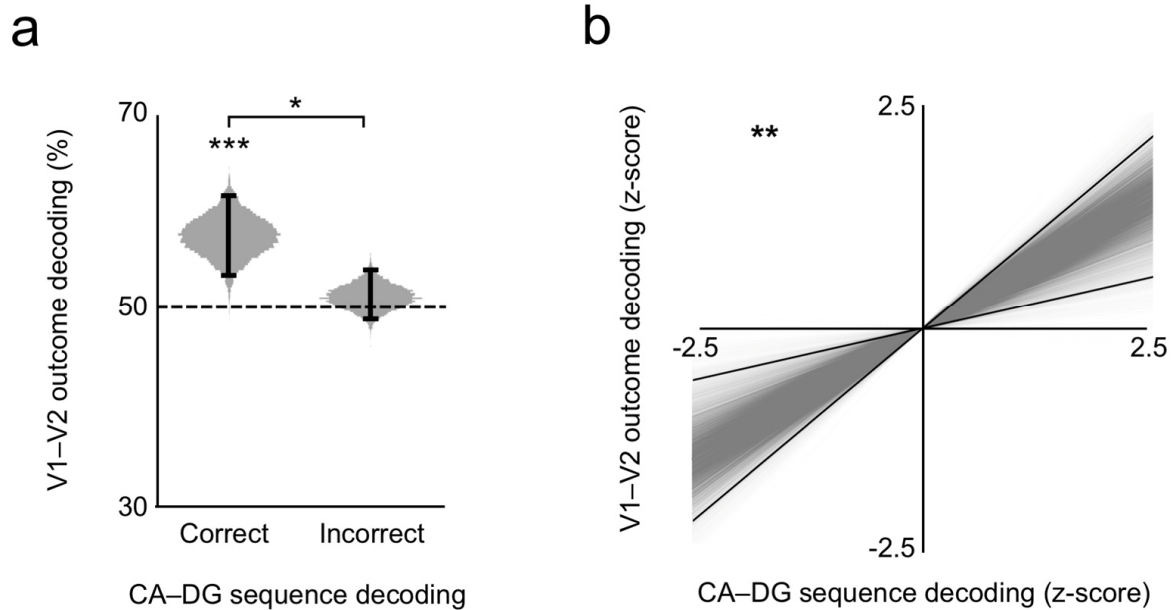 a
70
50
30
V1–V2 outcome decoding (%)
*
***
Correct Incorrect
CA–DG sequence decoding
b
2.5
-2.5
-2.5
2.5
**
V1–V2 outcome decoding (z-score)
CA–DG sequence decoding (z-score)